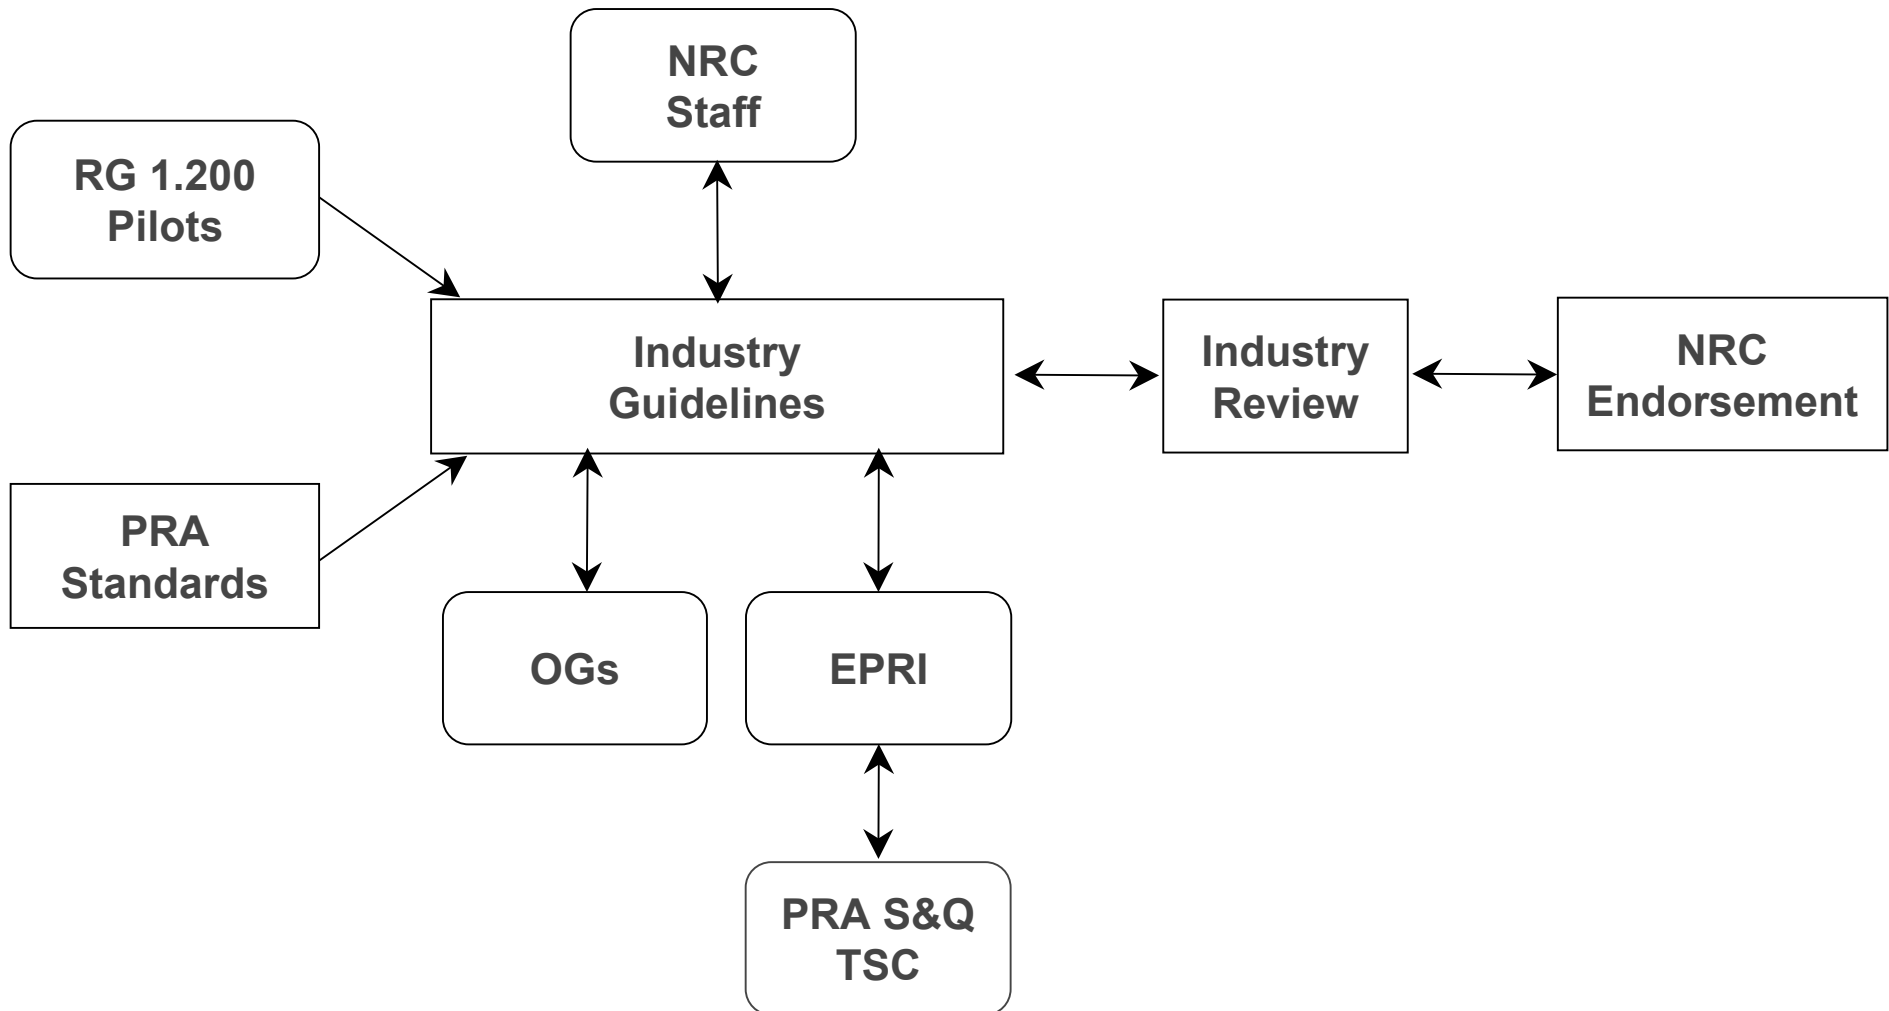 NRC
Staff
RG 1.200
Pilots
Industry
Guidelines
Industry
Review
NRC
Endorsement
PRA
Standards
OGs
EPRI
PRA S&Q
TSC